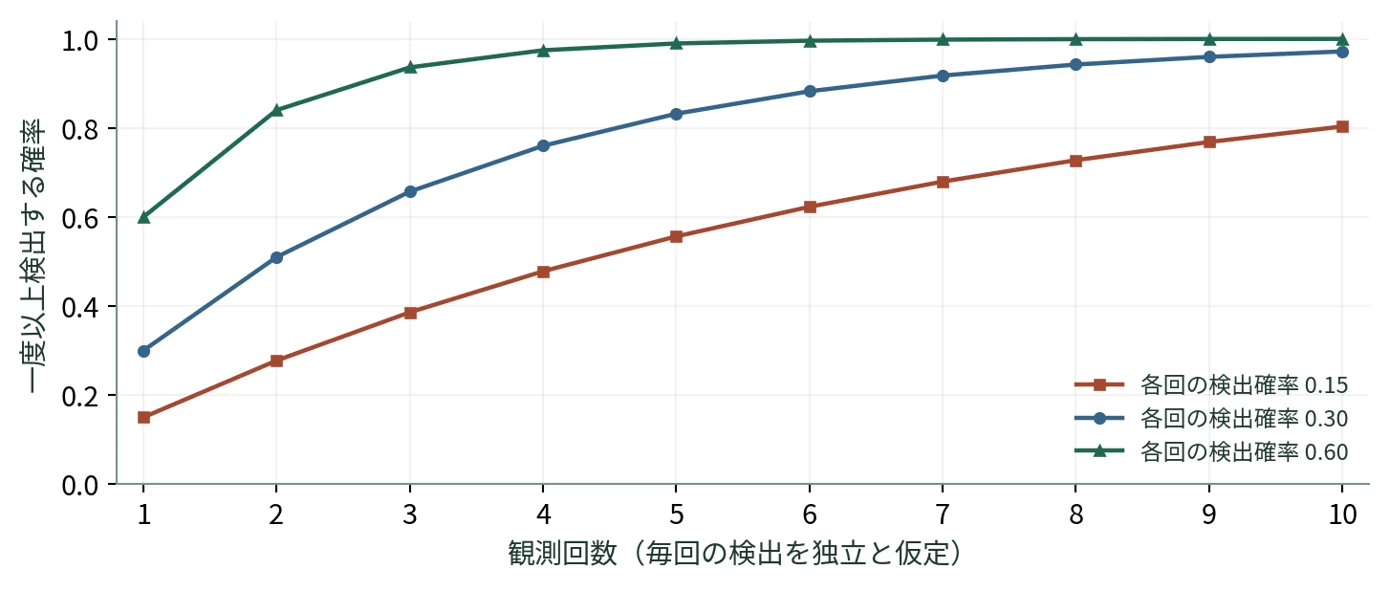 一度以上検出する確率
1.0
0.8
0.6
0.4
0.2
0.0
各回の検出確率 0.15
各回の検出確率 0.30
各回の検出確率 0.60
1 2 3 4 5 6 7 8 9 10
観測回数（毎回の検出を独立と仮定）